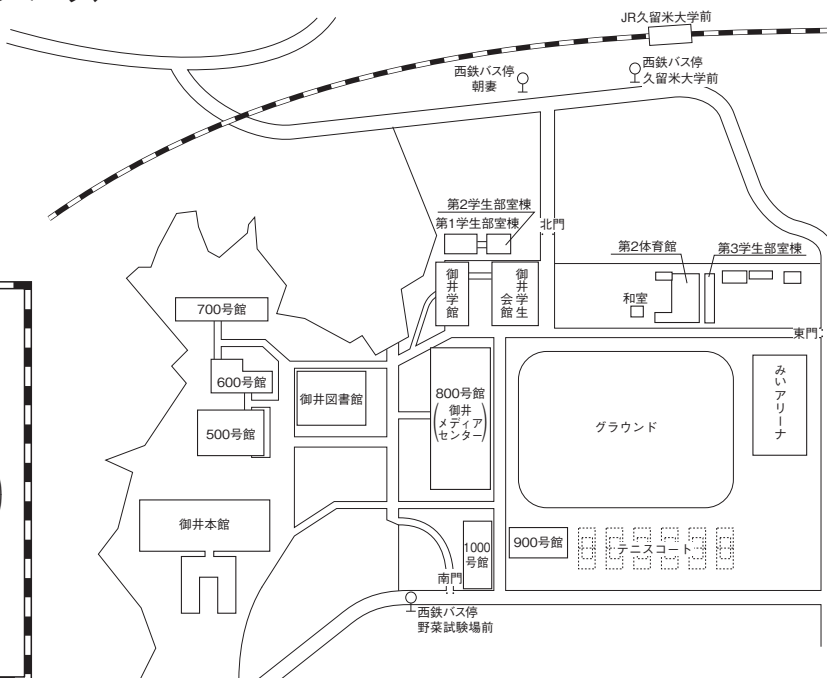 JR久留米大学前
西鉄バス停
朝妻
西鉄バス停
久留米大学前
第2学生部室棟
第1学生部室棟
北門
第2体育館
第3学生部室棟
御井学館
御井学生
会館
和室
700号館
東門
600号館
御井図書館
800号館
(御井
メディア
センター)
みいアリーナ
グラウンド
500号館
御井本館
1000
号館
900号館
テニスコート
南門
西鉄バス停
野菜試験場前